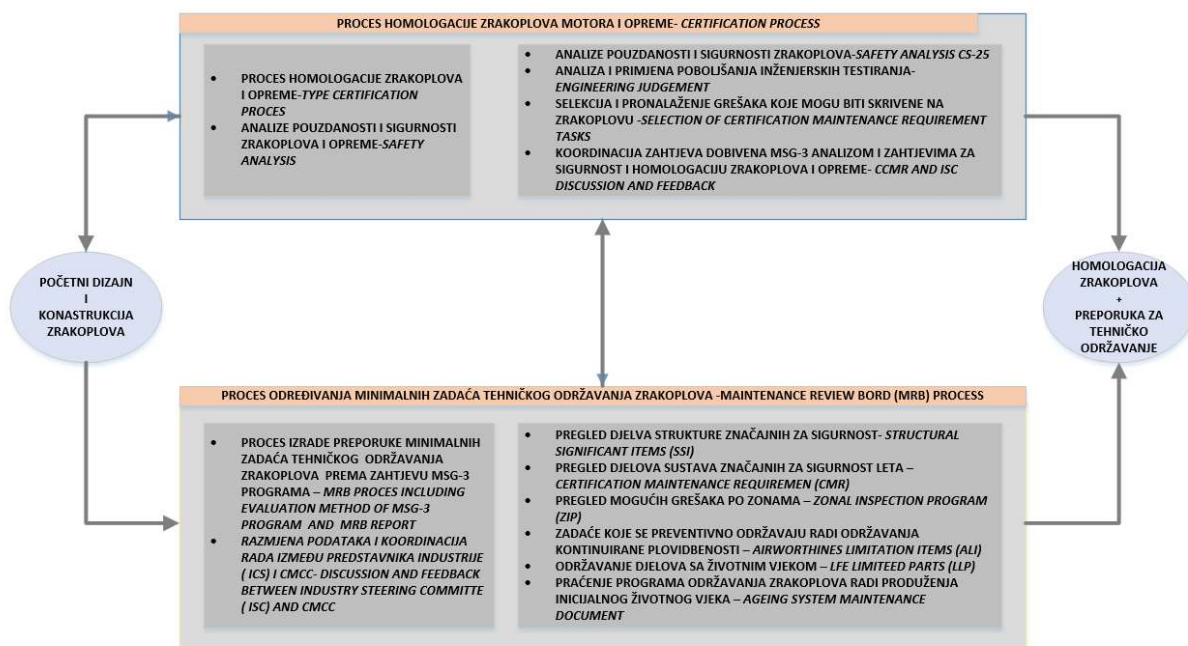 PROCES HOMOLOGACIJE ZRAKOPLOVA MOTORA I OPREME- CERTIFICATION PROCESS
• PROCES HOMOLOGACIJE ZRAKOPLOVA
I OPREME-TYPE CERTIFICATION
PROCES
• ANALIZE POUZDANOSTI I SIGURNOSTI
ZRAKOPLOVA I OPREME-SAFETY
ANALYSIS
• ANALIZE POUZDANOSTI I SIGURNOSTI ZRAKOPLOVA-SAFETY ANALYSIS CS-25
• ANALIZA I PRIMJENA POBOLJŠANJA INŽENJERSKIH TESTIRANJA-
ENGINEERING JUDGEMENT
• SELEKCIJA I PRONALAŽENJE GREŠAKA KOJE MOGU BITI SKRIVENE NA
ZRAKOPLOVU -SELECTION OF CERTIFICATION MAINTENANCE REQUIREMENT
TASKS
• KOORDINACIJA ZAHTJEVA DOBIVENA MSG-3 ANALIZOM I ZAHTJEVIMA ZA
SIGURNOST I HOMOLOGACIJU ZRAKOPLOVA I OPREME- CCMR AND ISC
DISCUSSION AND FEEDBACK
POČETNI DIZAJN
I
KONASTRUKCIJA
ZRAKOPLOVA
HOMOLOGACIJA
ZRAKOPLOVA
+
PREPORUKA ZA
TEHNIČKO
ODRŽAVANJE
PROCES ODREĐIVANJA MINIMALNIH ZADAĆA TEHNIČKOG ODRŽAVANJA ZRAKOPLOVA -MAINTENANCE REVIEW BORD (MRB) PROCESS
• PROCES IZRADE PREPORUKE MINIMALNIH
ZADAĆA TEHNIČKOG ODRŽAVANJA
ZRAKOPLOVA PREMA ZAHTJEVU MSG-3
PROGRAMA – MRB PROCES INCLUDING
EVALUATION METHOD OF MSG-3
PROGRAM AND MRB REPORT
• RAZMJENA PODATAKA I KOORDINACIJA
RADA IZMEĐU PREDSTAVNIKA INDUSTRIJE
( ICS) I CMCC- DISCUSSION AND FEEDBACK
BETWEEN INDUSTRY STEERING COMMITTE
( ISC) AND CMCC
• PREGLED DJELVA STRUKTURE ZNAČAJNIH ZA SIGURNOST- STRUCTURAL
SIGNIFICANT ITEMS (SSI)
• PREGLED DJELOVA SUSTAVA ZNAČAJNIH ZA SIGURNOST LETA –
CERTIFICATION MAINTENANCE REQUIREMEN (CMR)
• PREGLED MOGUĆIH GREŠAKA PO ZONAMA – ZONAL INSPECTION PROGRAM
(ZIP)
• ZADAĆE KOJE SE PREVENTIVNO ODRŽAVAJU RADI ODRŽAVANJA
KONTINUIRANE PLOVIDBENOSTI – AIRWORTHINES LIMITATION ITEMS (ALI)
• ODRŽAVANJE DJELOVA SA ŽIVOTNIM VJEKOM – LFE LIMITEED PARTS (LLP)
• PRAĆENJE PROGRAMA ODRŽAVANJA ZRAKOPLOVA RADI PRODUŽENJA
INICIJALNOG ŽIVOTNOG VJEKA – AGEING SYSTEM MAINTENANCE
DOCUMENT